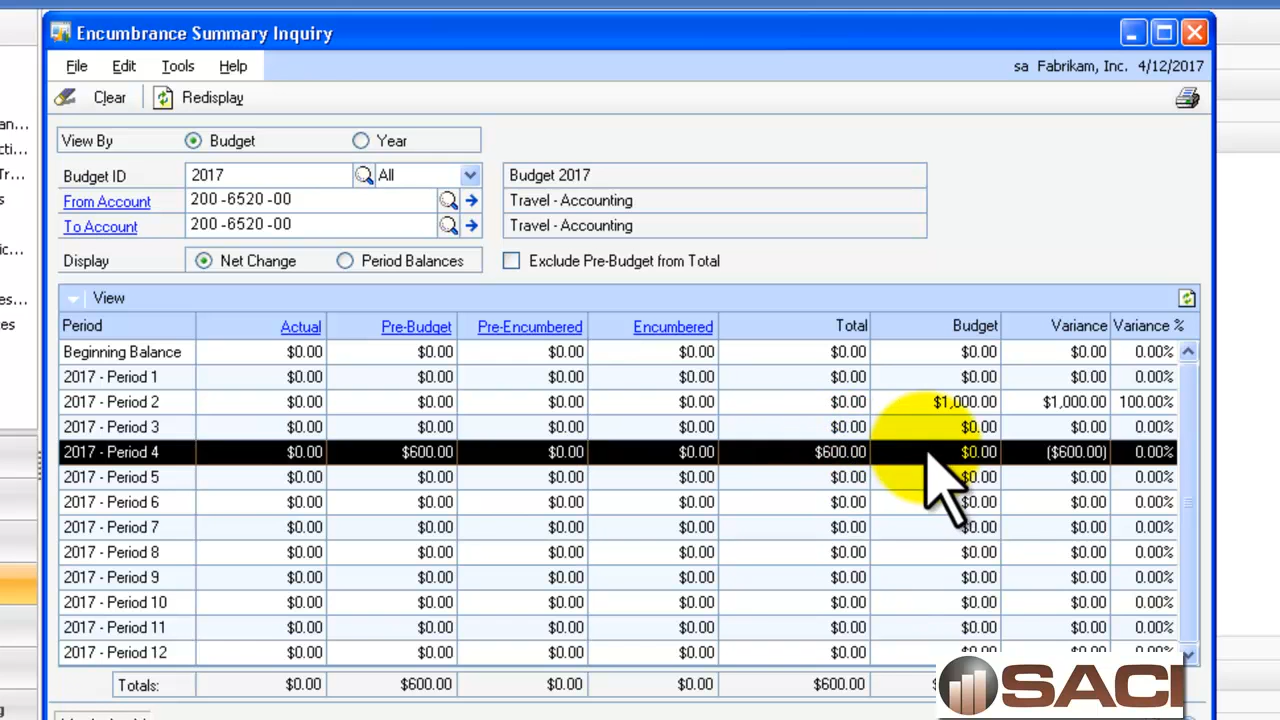 Encumbrance Summary Inquiry
File Edit Tools Help sa Fabrikam, Inc. 4/12/2017
Clear Redisplay
View By Budget Year
Budget ID 2017 All Budget 2017
From Account 200 -6520 -00 Travel - Accounting
To Account 200 -6520 -00 Travel - Accounting
Display Net Change Period Balances Exclude Pre-Budget from Total
View
Period Actual Pre-Budget Pre-Encumbered Encumbered Total Budget Variance Variance %
Beginning Balance $0.00 $0.00 $0.00 $0.00 $0.00 $0.00 $0.00 0.00%
2017 - Period 1 $0.00 $0.00 $0.00 $0.00 $0.00 $0.00 $0.00 0.00%
2017 - Period 2 $0.00 $0.00 $0.00 $0.00 $0.00 $1,000.00 $1,000.00 100.00%
2017 - Period 3 $0.00 $0.00 $0.00 $0.00 $0.00 $0.00 $0.00 0.00%
2017 - Period 4 $0.00 $600.00 $0.00 $0.00 $600.00 $0.00 ($600.00) 0.00%
2017 - Period 5 $0.00 $0.00 $0.00 $0.00 $0.00 $0.00 $0.00 0.00%
2017 - Period 6 $0.00 $0.00 $0.00 $0.00 $0.00 $0.00 $0.00 0.00%
2017 - Period 7 $0.00 $0.00 $0.00 $0.00 $0.00 $0.00 $0.00 0.00%
2017 - Period 8 $0.00 $0.00 $0.00 $0.00 $0.00 $0.00 $0.00 0.00%
2017 - Period 9 $0.00 $0.00 $0.00 $0.00 $0.00 $0.00 $0.00 0.00%
2017 - Period 10 $0.00 $0.00 $0.00 $0.00 $0.00 $0.00 $0.00 0.00%
2017 - Period 11 $0.00 $0.00 $0.00 $0.00 $0.00 $0.00 $0.00 0.00%
2017 - Period 12 $0.00 $0.00 $0.00 $0.00 $0.00
Totals: $0.00 $600.00 $0.00 $0.00 $600.00
SACI